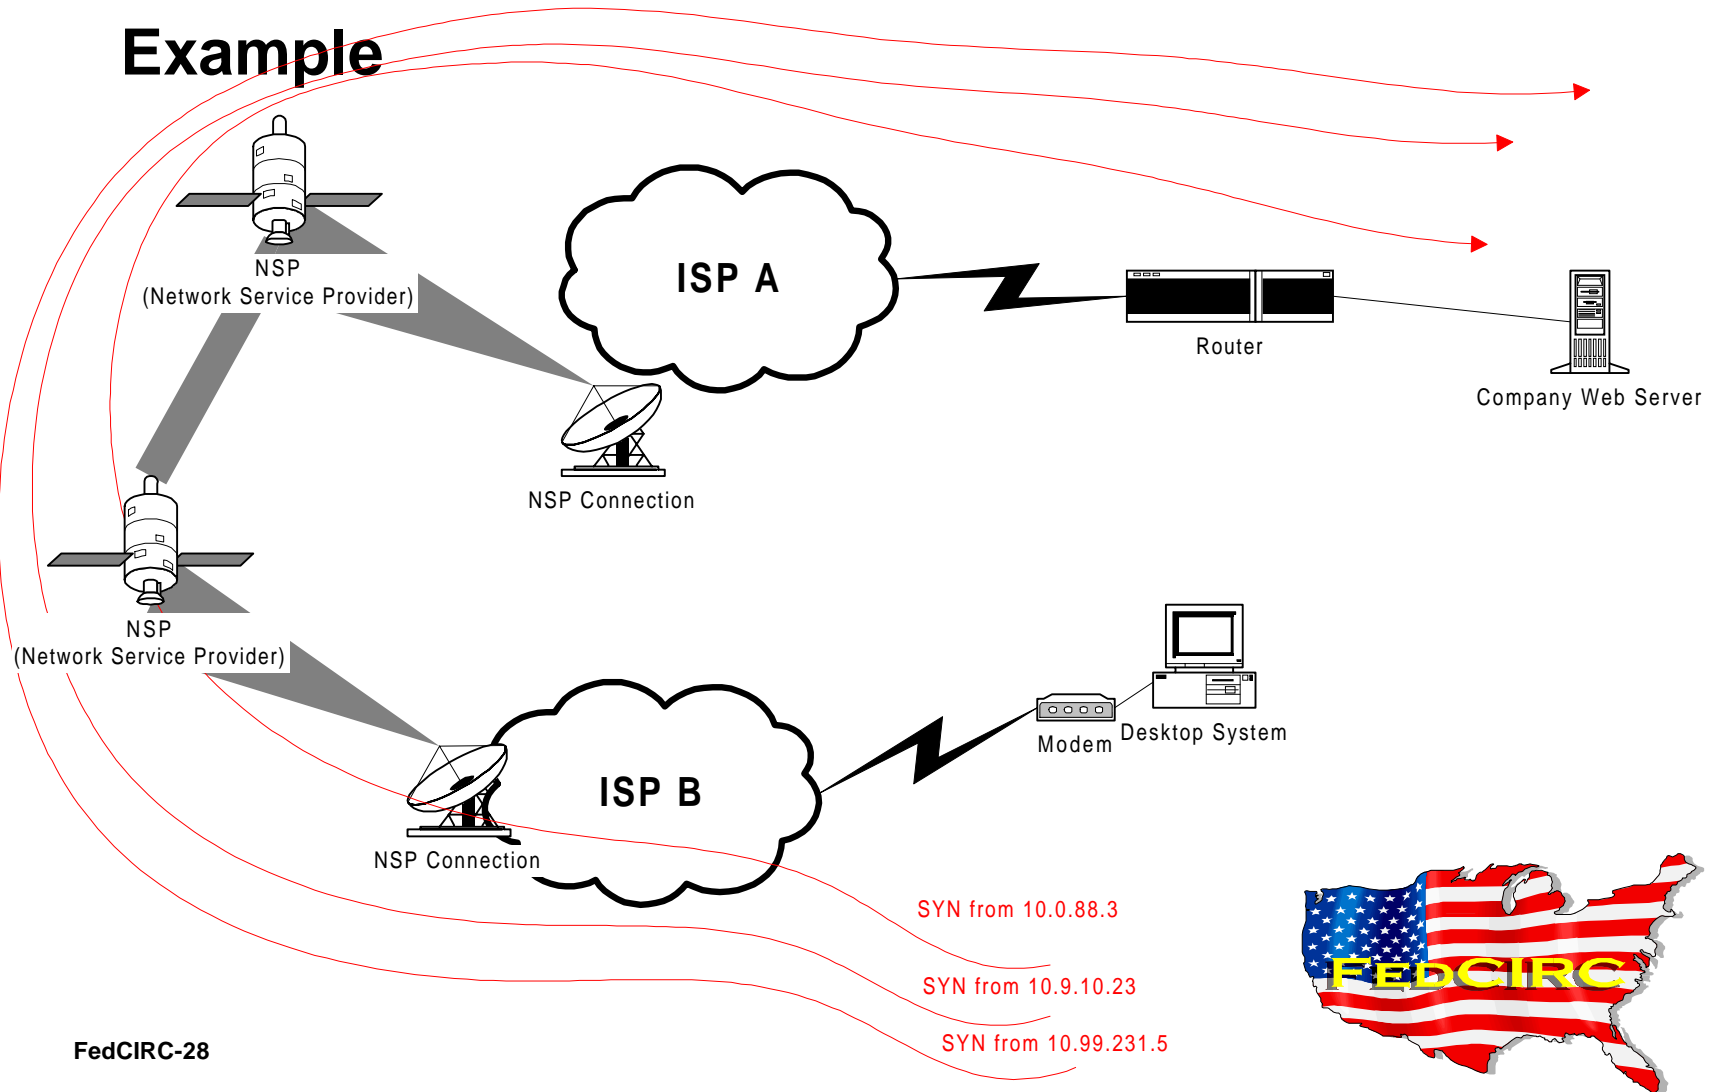 Example
NSP
(Network Service Provider)
ISP A
Router
Company Web Server
NSP Connection
NSP
(Network Service Provider)
ISP B
Modem
Desktop System
NSP Connection
SYN from 10.0.88.3
SYN from 10.9.10.23
SYN from 10.99.231.5
FEDCIRC
FedCIRC-28